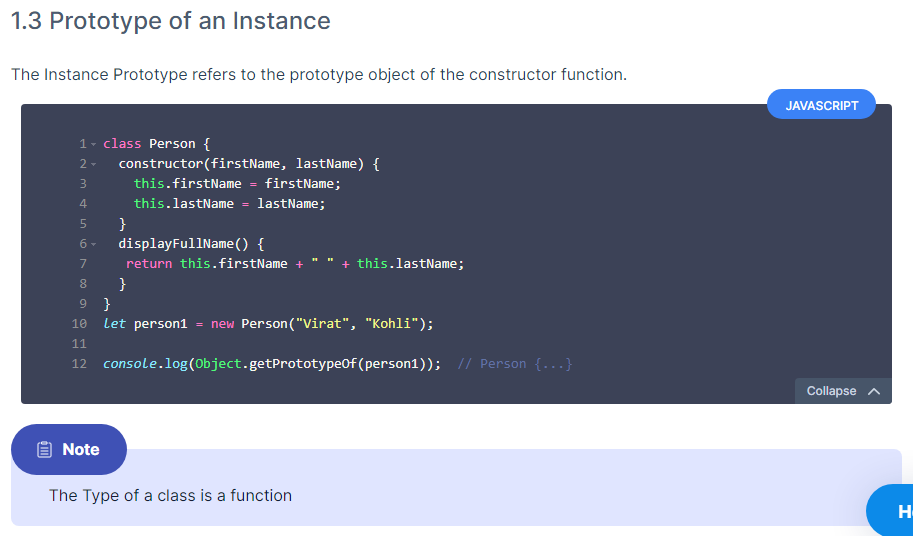 1.3 Prototype of an Instance
The Instance Prototype refers to the prototype object of the constructor function.
JAVASCRIPT
1 class Person {
2   constructor(firstName, lastName) {
3     this.firstName = firstName;
4     this.lastName = lastName;
5   }
6   displayFullName() {
7    return this.firstName + " " + this.lastName;
8   }
9 }
10 let person1 = new Person("Virat", "Kohli");
11
12 console.log(Object.getPrototypeOf(person1));  // Person {...}
Collapse
Note
The Type of a class is a function